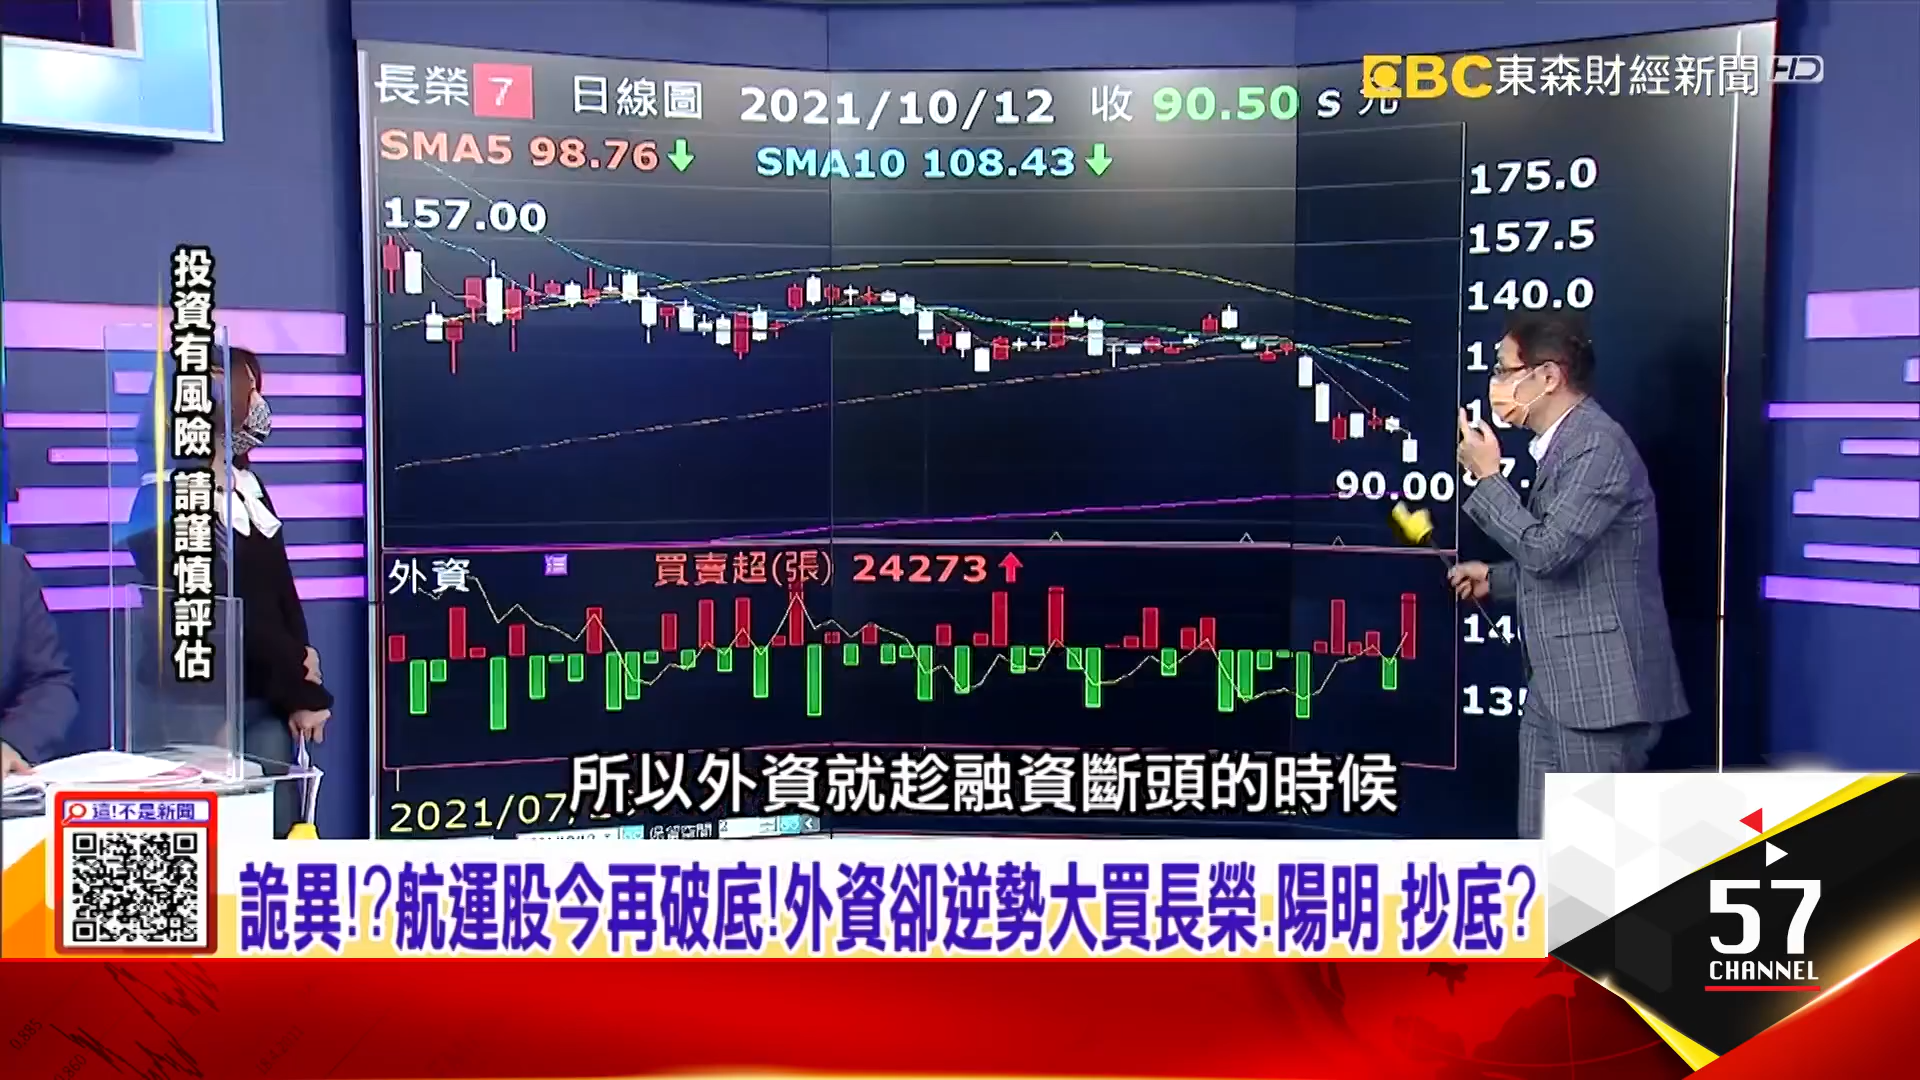 EBC東森財經新聞 HD
長榮 7 日線圖 2021/10/12 收 90.50 s 元
SMA5 98.76↓ SMA10 108.43↓
157.00
175.0
157.5
140.0
90.00
外資 買賣超(張) 24273↑
投資有風險 請謹慎評估
所以外資就趁融資斷頭的時候
2021/07
這!不是新聞
詭異!?航運股今再破底!外資卻逆勢大買長榮.陽明 抄底?
57
CHANNEL